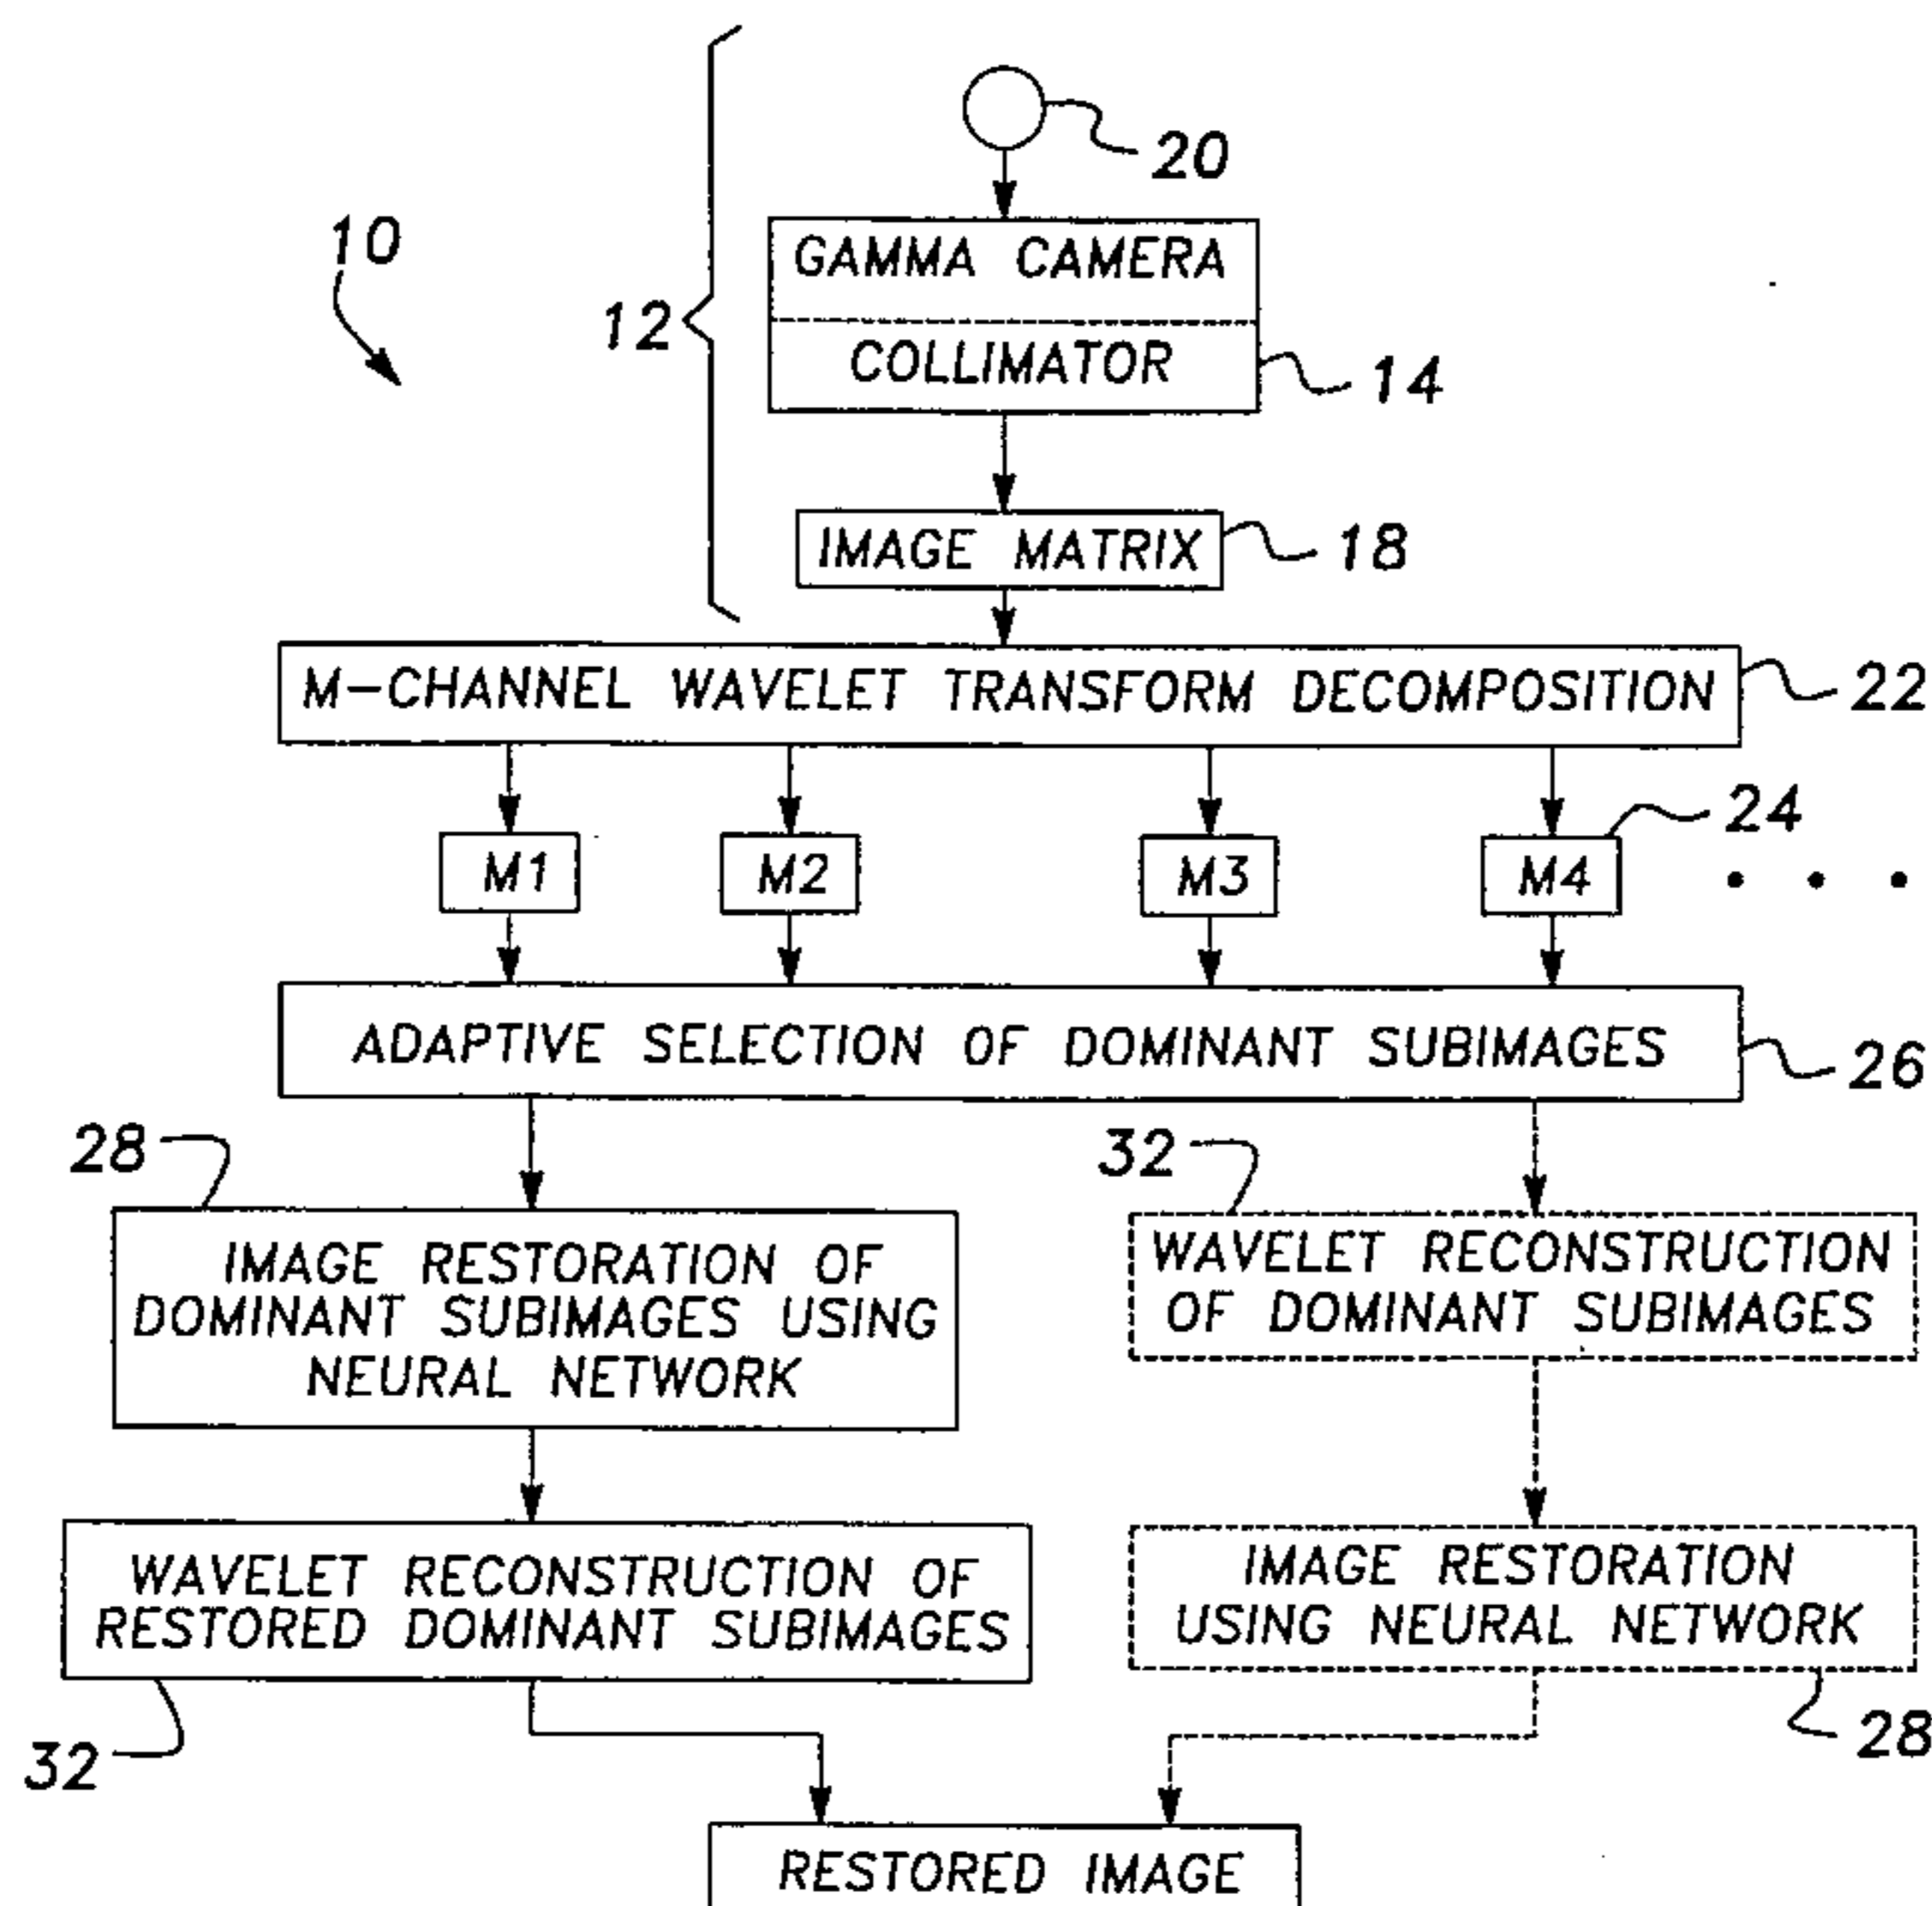 20
10
GAMMA CAMERA
12
COLLIMATOR
14
IMAGE MATRIX
18
M-CHANNEL WAVELET TRANSFORM DECOMPOSITION
22
24
M1
M2
M3
M4
• • •
ADAPTIVE SELECTION OF DOMINANT SUBIMAGES
26
28
IMAGE RESTORATION OF
DOMINANT SUBIMAGES USING
NEURAL NETWORK
32
WAVELET RECONSTRUCTION
OF DOMINANT SUBIMAGES
WAVELET RECONSTRUCTION OF
RESTORED DOMINANT SUBIMAGES
32
IMAGE RESTORATION
USING NEURAL NETWORK
28
RESTORED IMAGE